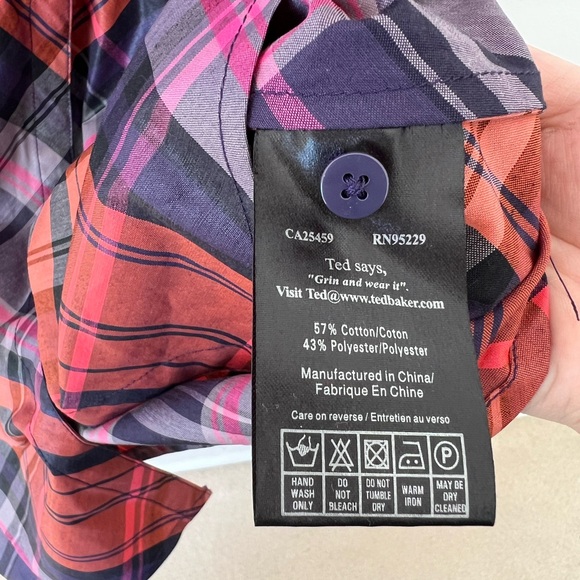 CA25459 RN95229
Ted says,
"Grin and wear it".
Visit Ted@www.tedbaker.com
57% Cotton/Coton
43% Polyester/Polyester
Manufactured in China/
Fabrique En Chine
Care on reverse / Entretien au verso
P
HAND WASH ONLY
DO NOT BLEACH
DO NOT TUMBLE DRY
WARM IRON
MAY BE DRY CLEANED